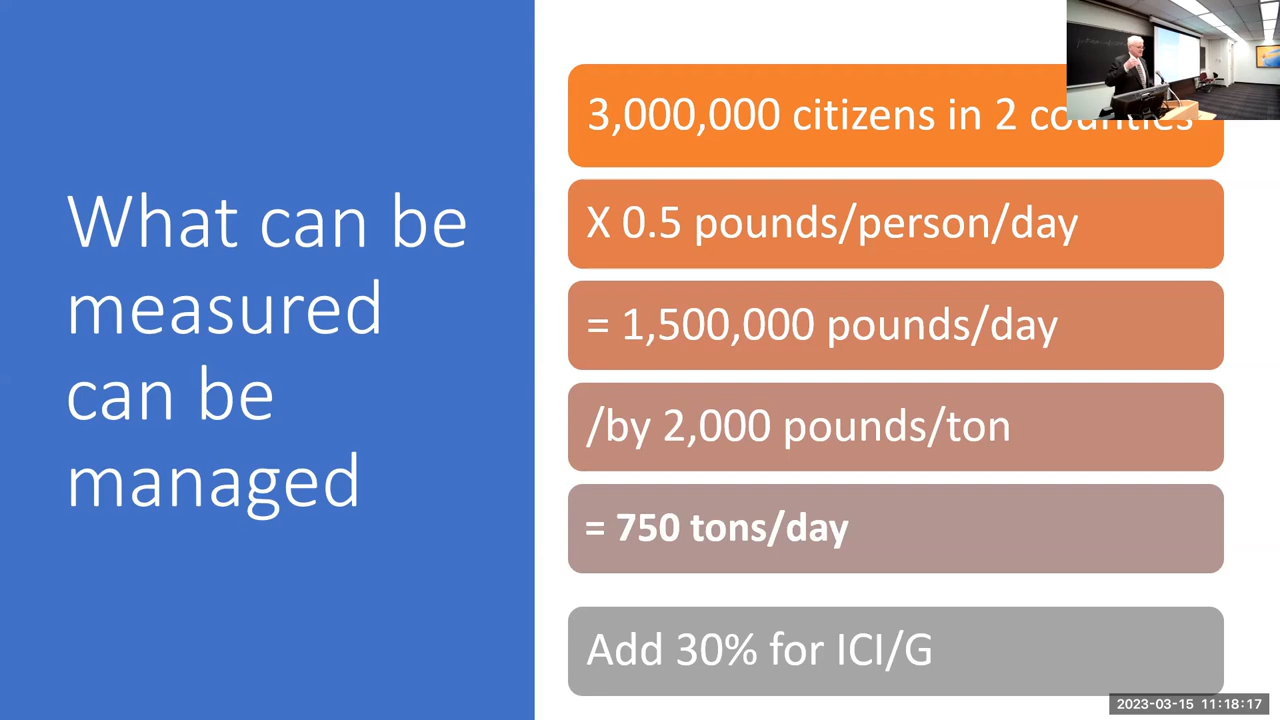 What can be
measured
can be
managed
3,000,000 citizens in 2 counties
X 0.5 pounds/person/day
= 1,500,000 pounds/day
/by 2,000 pounds/ton
= 750 tons/day
Add 30% for ICI/G
2023-03-15 11:18:17